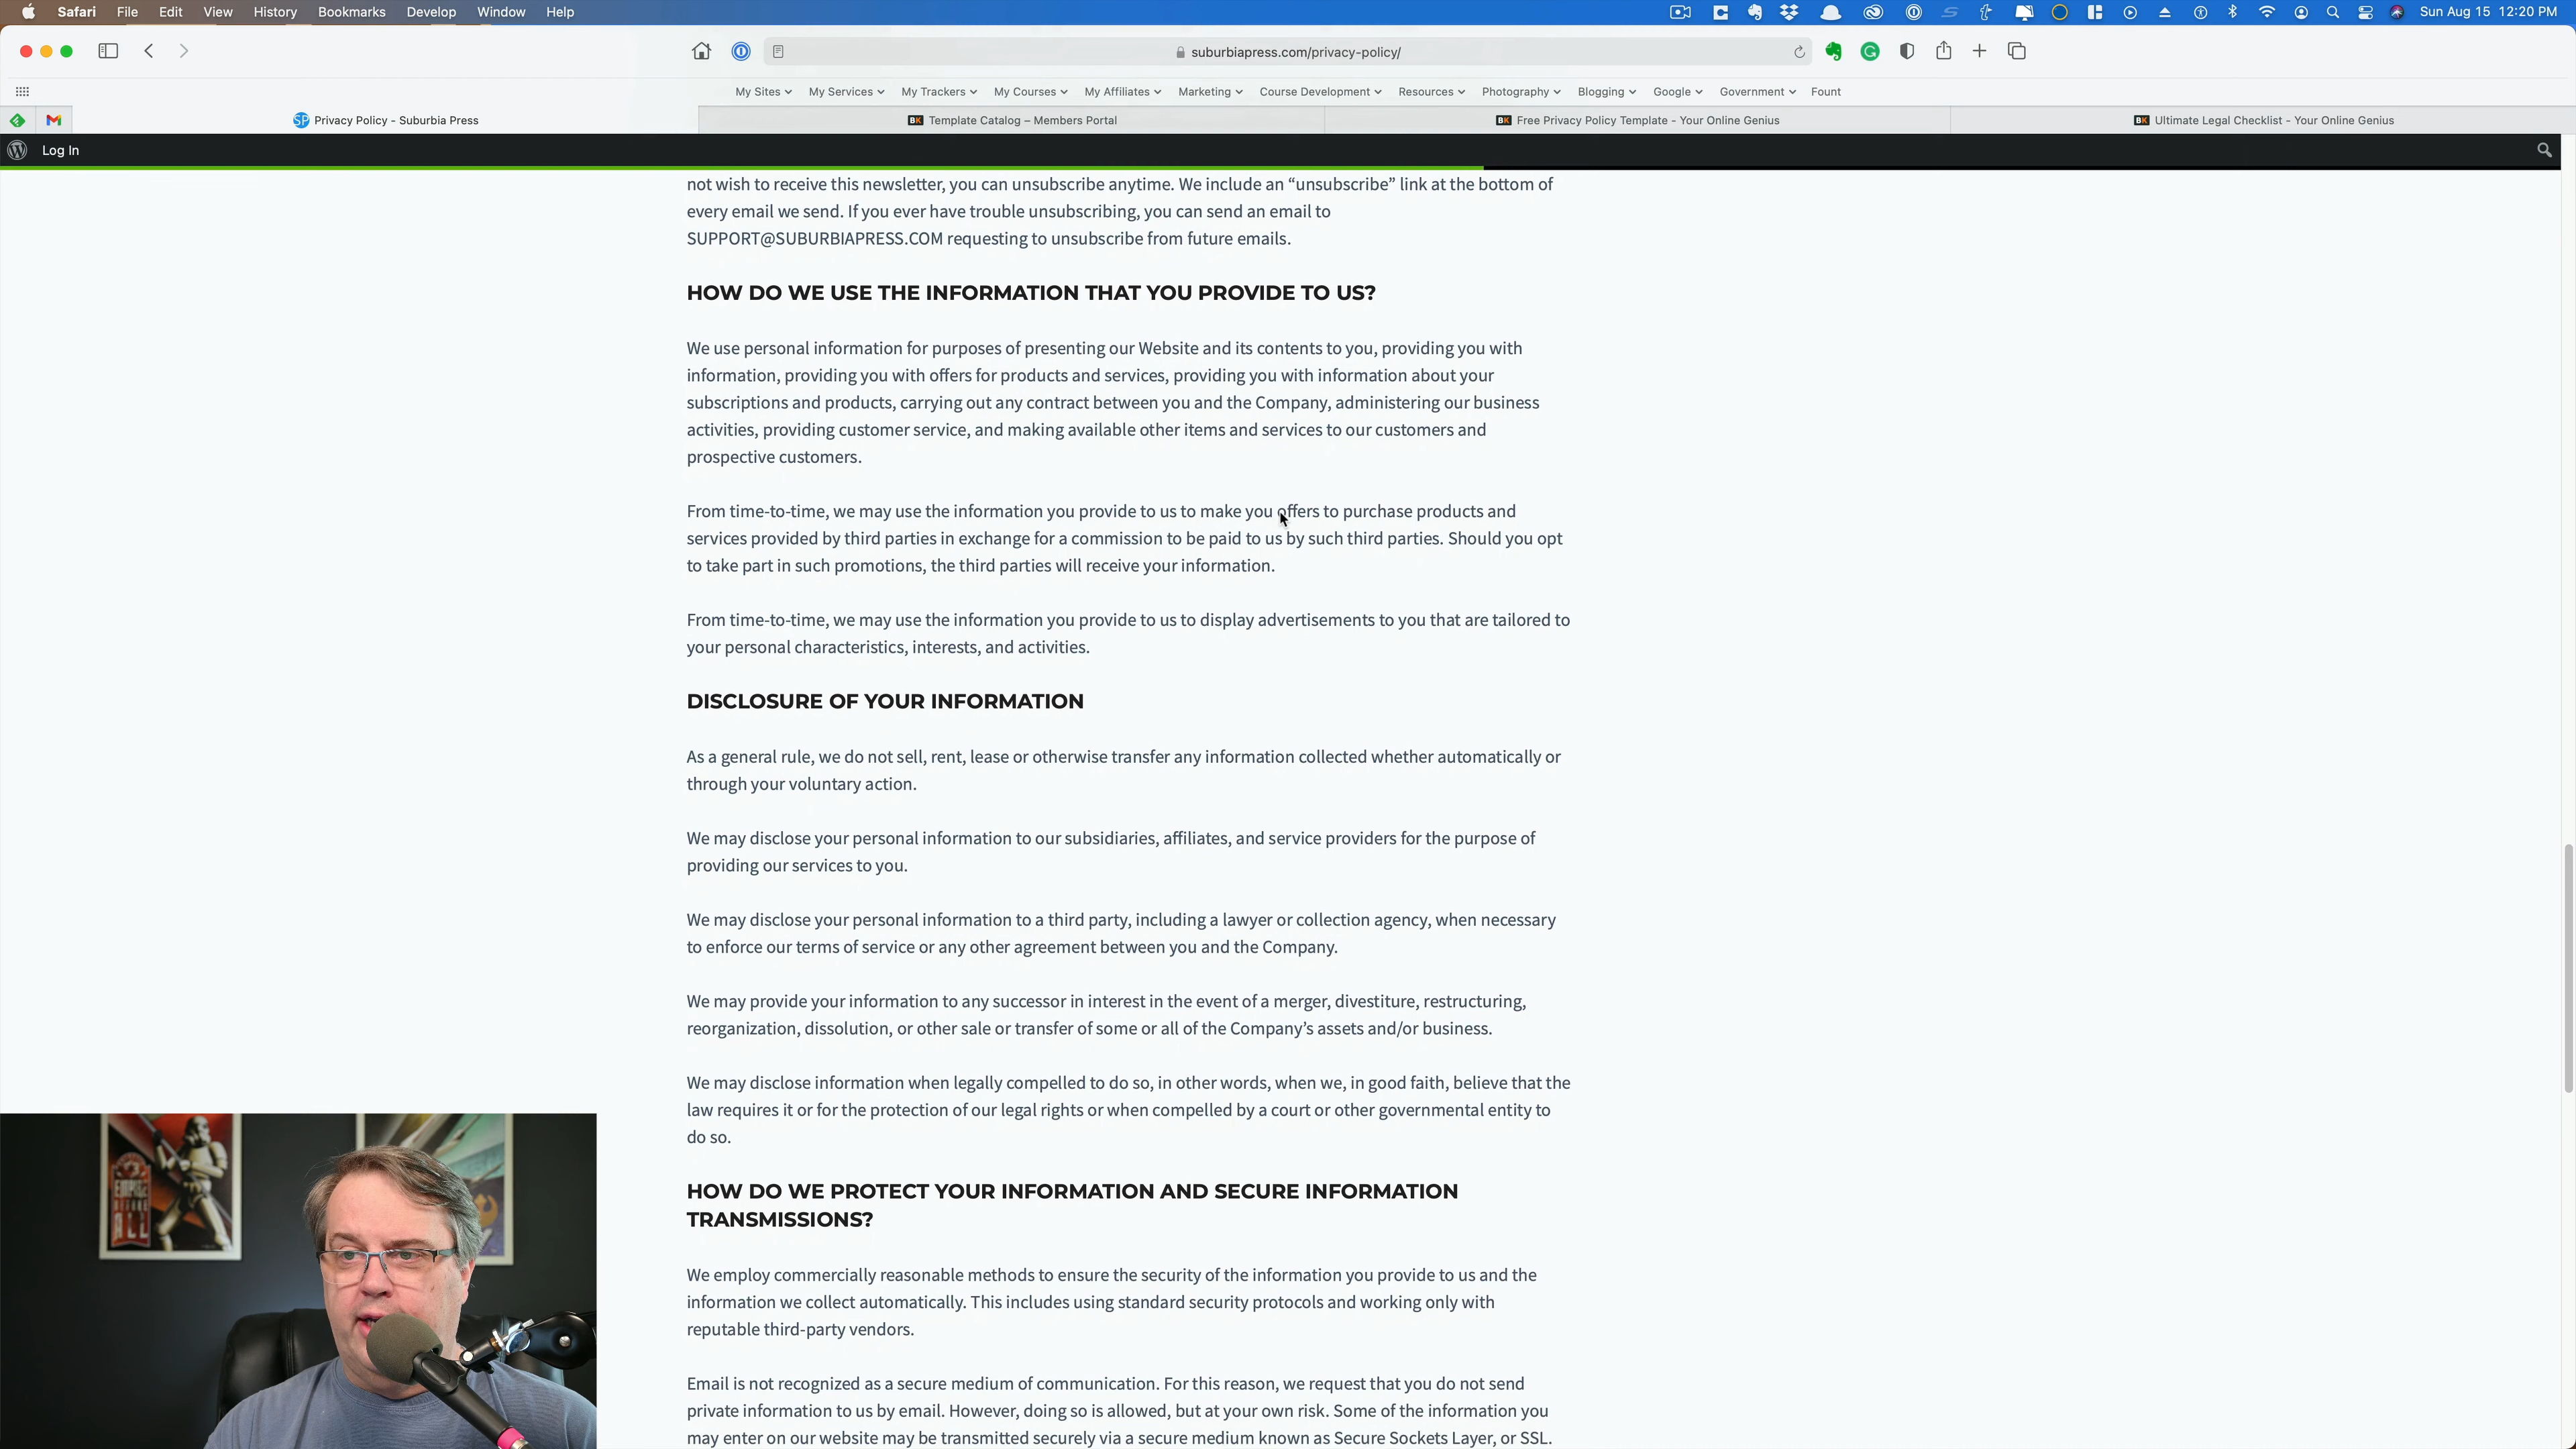 Safari File Edit View History Bookmarks Develop Window Help
Sun Aug 15 12:20 PM
suburbiapress.com/privacy-policy/
My Sites My Services My Trackers My Courses My Affiliates Marketing Course Development Resources Photography Blogging Google Government Fount
SP Privacy Policy - Suburbia Press
BK Template Catalog – Members Portal
BK Free Privacy Policy Template - Your Online Genius
BK Ultimate Legal Checklist - Your Online Genius
Log In
not wish to receive this newsletter, you can unsubscribe anytime. We include an “unsubscribe” link at the bottom of
every email we send. If you ever have trouble unsubscribing, you can send an email to
SUPPORT@SUBURBIAPRESS.COM requesting to unsubscribe from future emails.
HOW DO WE USE THE INFORMATION THAT YOU PROVIDE TO US?
We use personal information for purposes of presenting our Website and its contents to you, providing you with
information, providing you with offers for products and services, providing you with information about your
subscriptions and products, carrying out any contract between you and the Company, administering our business
activities, providing customer service, and making available other items and services to our customers and
prospective customers.
From time-to-time, we may use the information you provide to us to make you offers to purchase products and
services provided by third parties in exchange for a commission to be paid to us by such third parties. Should you opt
to take part in such promotions, the third parties will receive your information.
From time-to-time, we may use the information you provide to us to display advertisements to you that are tailored to
your personal characteristics, interests, and activities.
DISCLOSURE OF YOUR INFORMATION
As a general rule, we do not sell, rent, lease or otherwise transfer any information collected whether automatically or
through your voluntary action.
We may disclose your personal information to our subsidiaries, affiliates, and service providers for the purpose of
providing our services to you.
We may disclose your personal information to a third party, including a lawyer or collection agency, when necessary
to enforce our terms of service or any other agreement between you and the Company.
We may provide your information to any successor in interest in the event of a merger, divestiture, restructuring,
reorganization, dissolution, or other sale or transfer of some or all of the Company’s assets and/or business.
We may disclose information when legally compelled to do so, in other words, when we, in good faith, believe that the
law requires it or for the protection of our legal rights or when compelled by a court or other governmental entity to
do so.
HOW DO WE PROTECT YOUR INFORMATION AND SECURE INFORMATION
TRANSMISSIONS?
We employ commercially reasonable methods to ensure the security of the information you provide to us and the
information we collect automatically. This includes using standard security protocols and working only with
reputable third-party vendors.
Email is not recognized as a secure medium of communication. For this reason, we request that you do not send
private information to us by email. However, doing so is allowed, but at your own risk. Some of the information you
may enter on our website may be transmitted securely via a secure medium known as Secure Sockets Layer, or SSL.